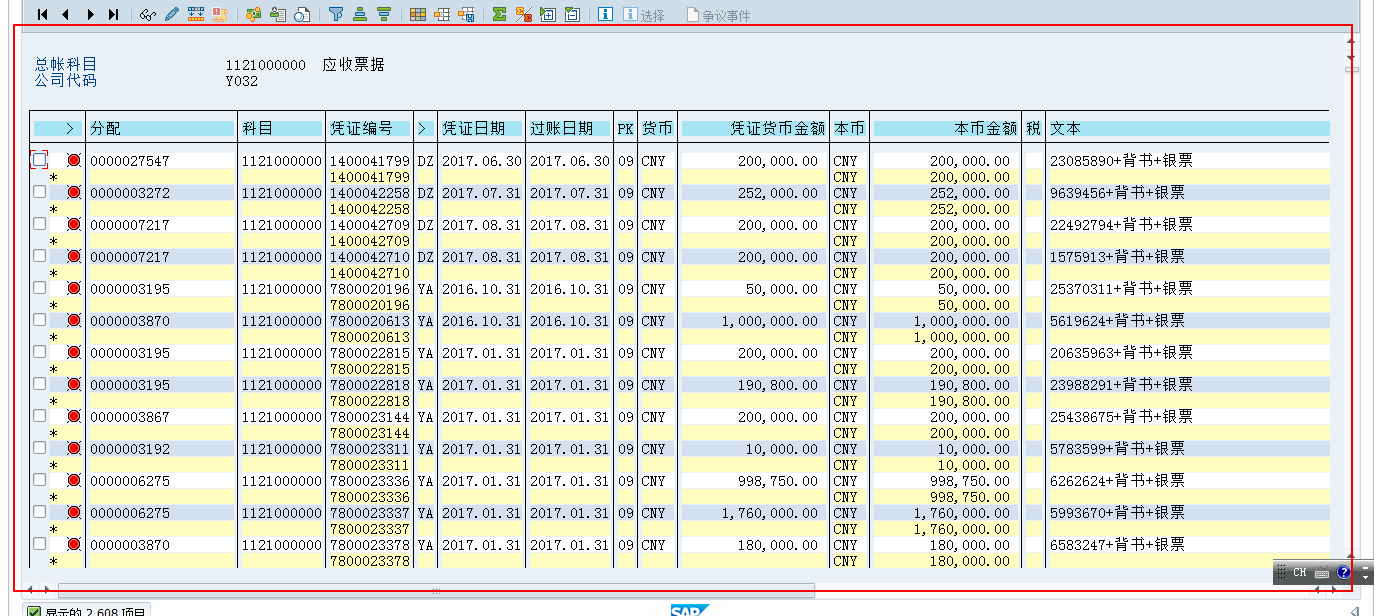 选择 争议事件
总帐科目 1121000000 应收票据
公司代码 Y032
> 分配 科目 凭证编号 > 凭证日期 过账日期 PK 货币 凭证货币金额 本币 本币金额 税 文本
0000027547 1121000000 1400041799 DZ 2017.06.30 2017.06.30 09 CNY 200,000.00 CNY 200,000.00 23085890+背书+银票
* 1400041799 CNY 200,000.00
0000003272 1121000000 1400042258 DZ 2017.07.31 2017.07.31 09 CNY 252,000.00 CNY 252,000.00 9639456+背书+银票
* 1400042258 CNY 252,000.00
0000007217 1121000000 1400042709 DZ 2017.08.31 2017.08.31 09 CNY 200,000.00 CNY 200,000.00 22492794+背书+银票
* 1400042709 CNY 200,000.00
0000007217 1121000000 1400042710 DZ 2017.08.31 2017.08.31 09 CNY 200,000.00 CNY 200,000.00 1575913+背书+银票
* 1400042710 CNY 200,000.00
0000003195 1121000000 7800020196 YA 2016.10.31 2016.10.31 09 CNY 50,000.00 CNY 50,000.00 25370311+背书+银票
* 7800020196 CNY 50,000.00
0000003870 1121000000 7800020613 YA 2016.10.31 2016.10.31 09 CNY 1,000,000.00 CNY 1,000,000.00 5619624+背书+银票
* 7800020613 CNY 1,000,000.00
0000003195 1121000000 7800022815 YA 2017.01.31 2017.01.31 09 CNY 200,000.00 CNY 200,000.00 20635963+背书+银票
* 7800022815 CNY 200,000.00
0000003195 1121000000 7800022818 YA 2017.01.31 2017.01.31 09 CNY 190,800.00 CNY 190,800.00 23988291+背书+银票
* 7800022818 CNY 190,800.00
0000003867 1121000000 7800023144 YA 2017.01.31 2017.01.31 09 CNY 200,000.00 CNY 200,000.00 25438675+背书+银票
* 7800023144 CNY 200,000.00
0000003192 1121000000 7800023311 YA 2017.01.31 2017.01.31 09 CNY 10,000.00 CNY 10,000.00 5783599+背书+银票
* 7800023311 CNY 10,000.00
0000006275 1121000000 7800023336 YA 2017.01.31 2017.01.31 09 CNY 998,750.00 CNY 998,750.00 6262624+背书+银票
* 7800023336 CNY 998,750.00
0000006275 1121000000 7800023337 YA 2017.01.31 2017.01.31 09 CNY 1,760,000.00 CNY 1,760,000.00 5993670+背书+银票
* 7800023337 CNY 1,760,000.00
0000003870 1121000000 7800023378 YA 2017.01.31 2017.01.31 09 CNY 180,000.00 CNY 180,000.00 6583247+背书+银票
* 7800023378 CNY 180,000.00
CH
显示的 2,608 项目 SAP